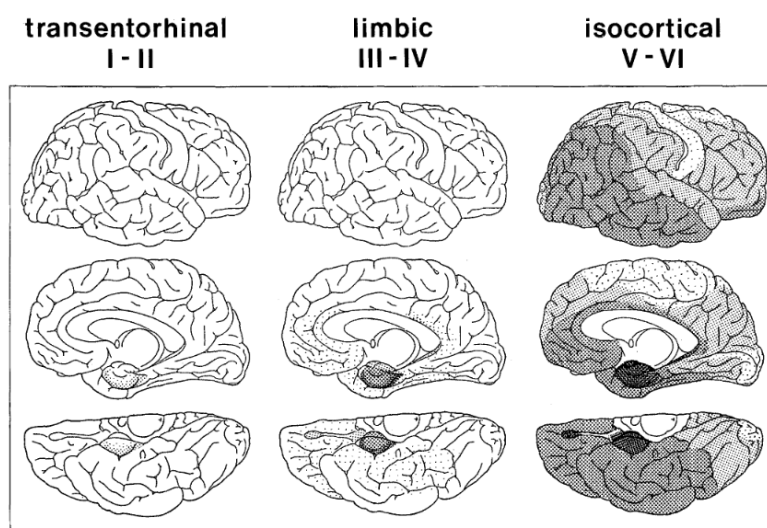 transentorhinal
I - II
limbic
III - IV
isocortical
V - VI